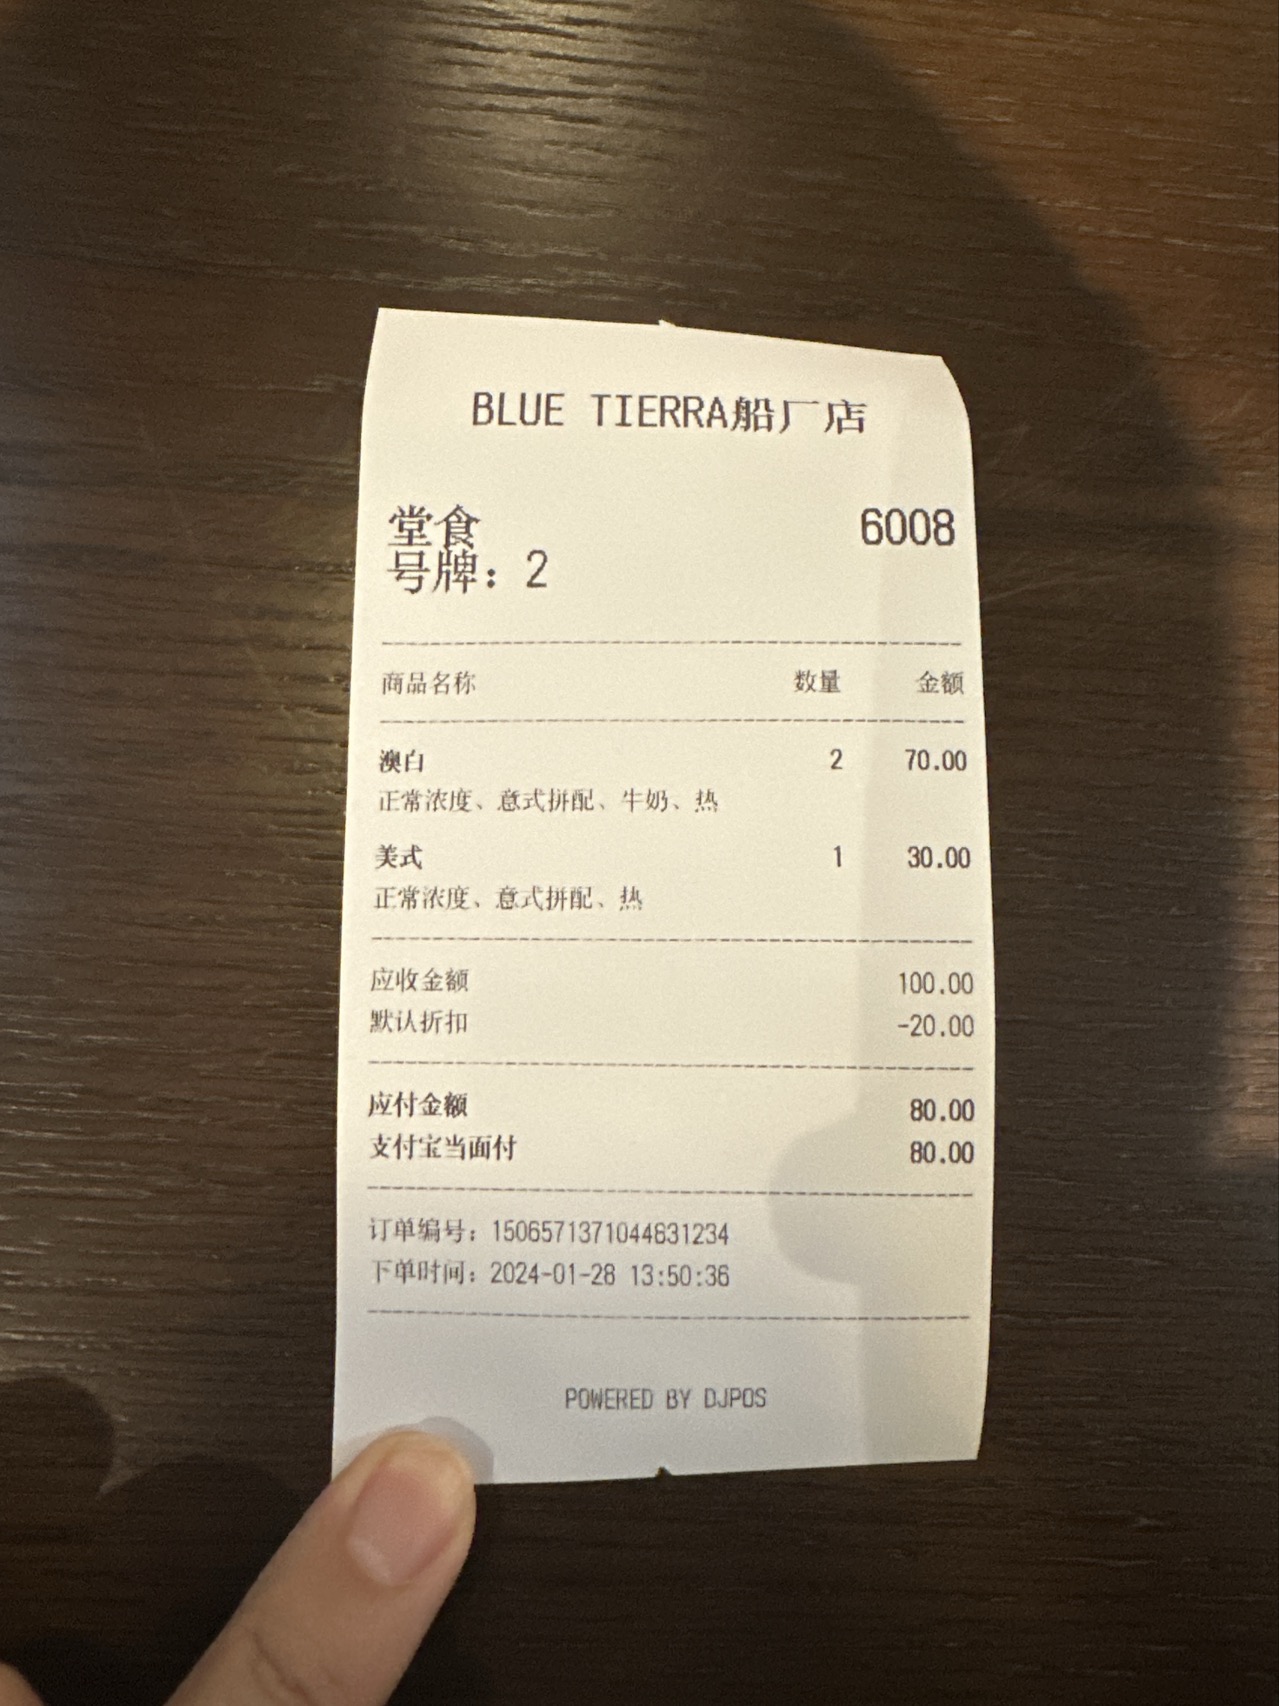 BLUE TIERRA船厂店
堂食 6008
号牌：2
商品名称 数量 金额
澳白 2 70.00
正常浓度、意式拼配、牛奶、热
美式 1 30.00
正常浓度、意式拼配、热
应收金额 100.00
默认折扣 -20.00
应付金额 80.00
支付宝当面付 80.00
订单编号：1506571371044631234
下单时间：2024-01-28 13:50:36
POWERED BY DJPOS